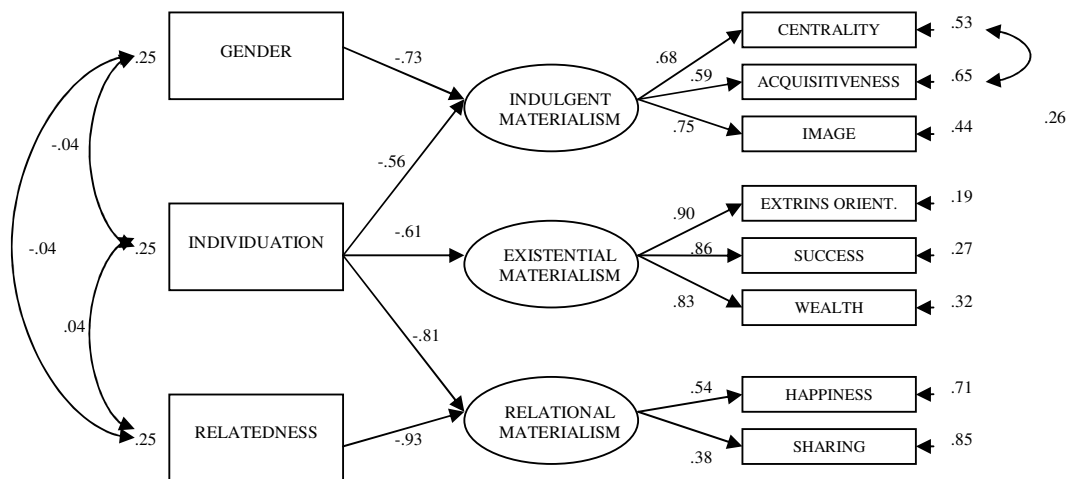 .25
GENDER
-.73
INDULGENT
MATERIALISM
.68
.59
.75
CENTRALITY
.53
ACQUISITIVENESS
.65
IMAGE
.44
.26
-.04
-.56
-.04
.25
INDIVIDUATION
-.61
EXISTENTIAL
MATERIALISM
.90
.86
.83
EXTRINS ORIENT.
.19
SUCCESS
.27
WEALTH
.32
.04
-.81
.25
RELATEDNESS
-.93
RELATIONAL
MATERIALISM
.54
.38
HAPPINESS
.71
SHARING
.85